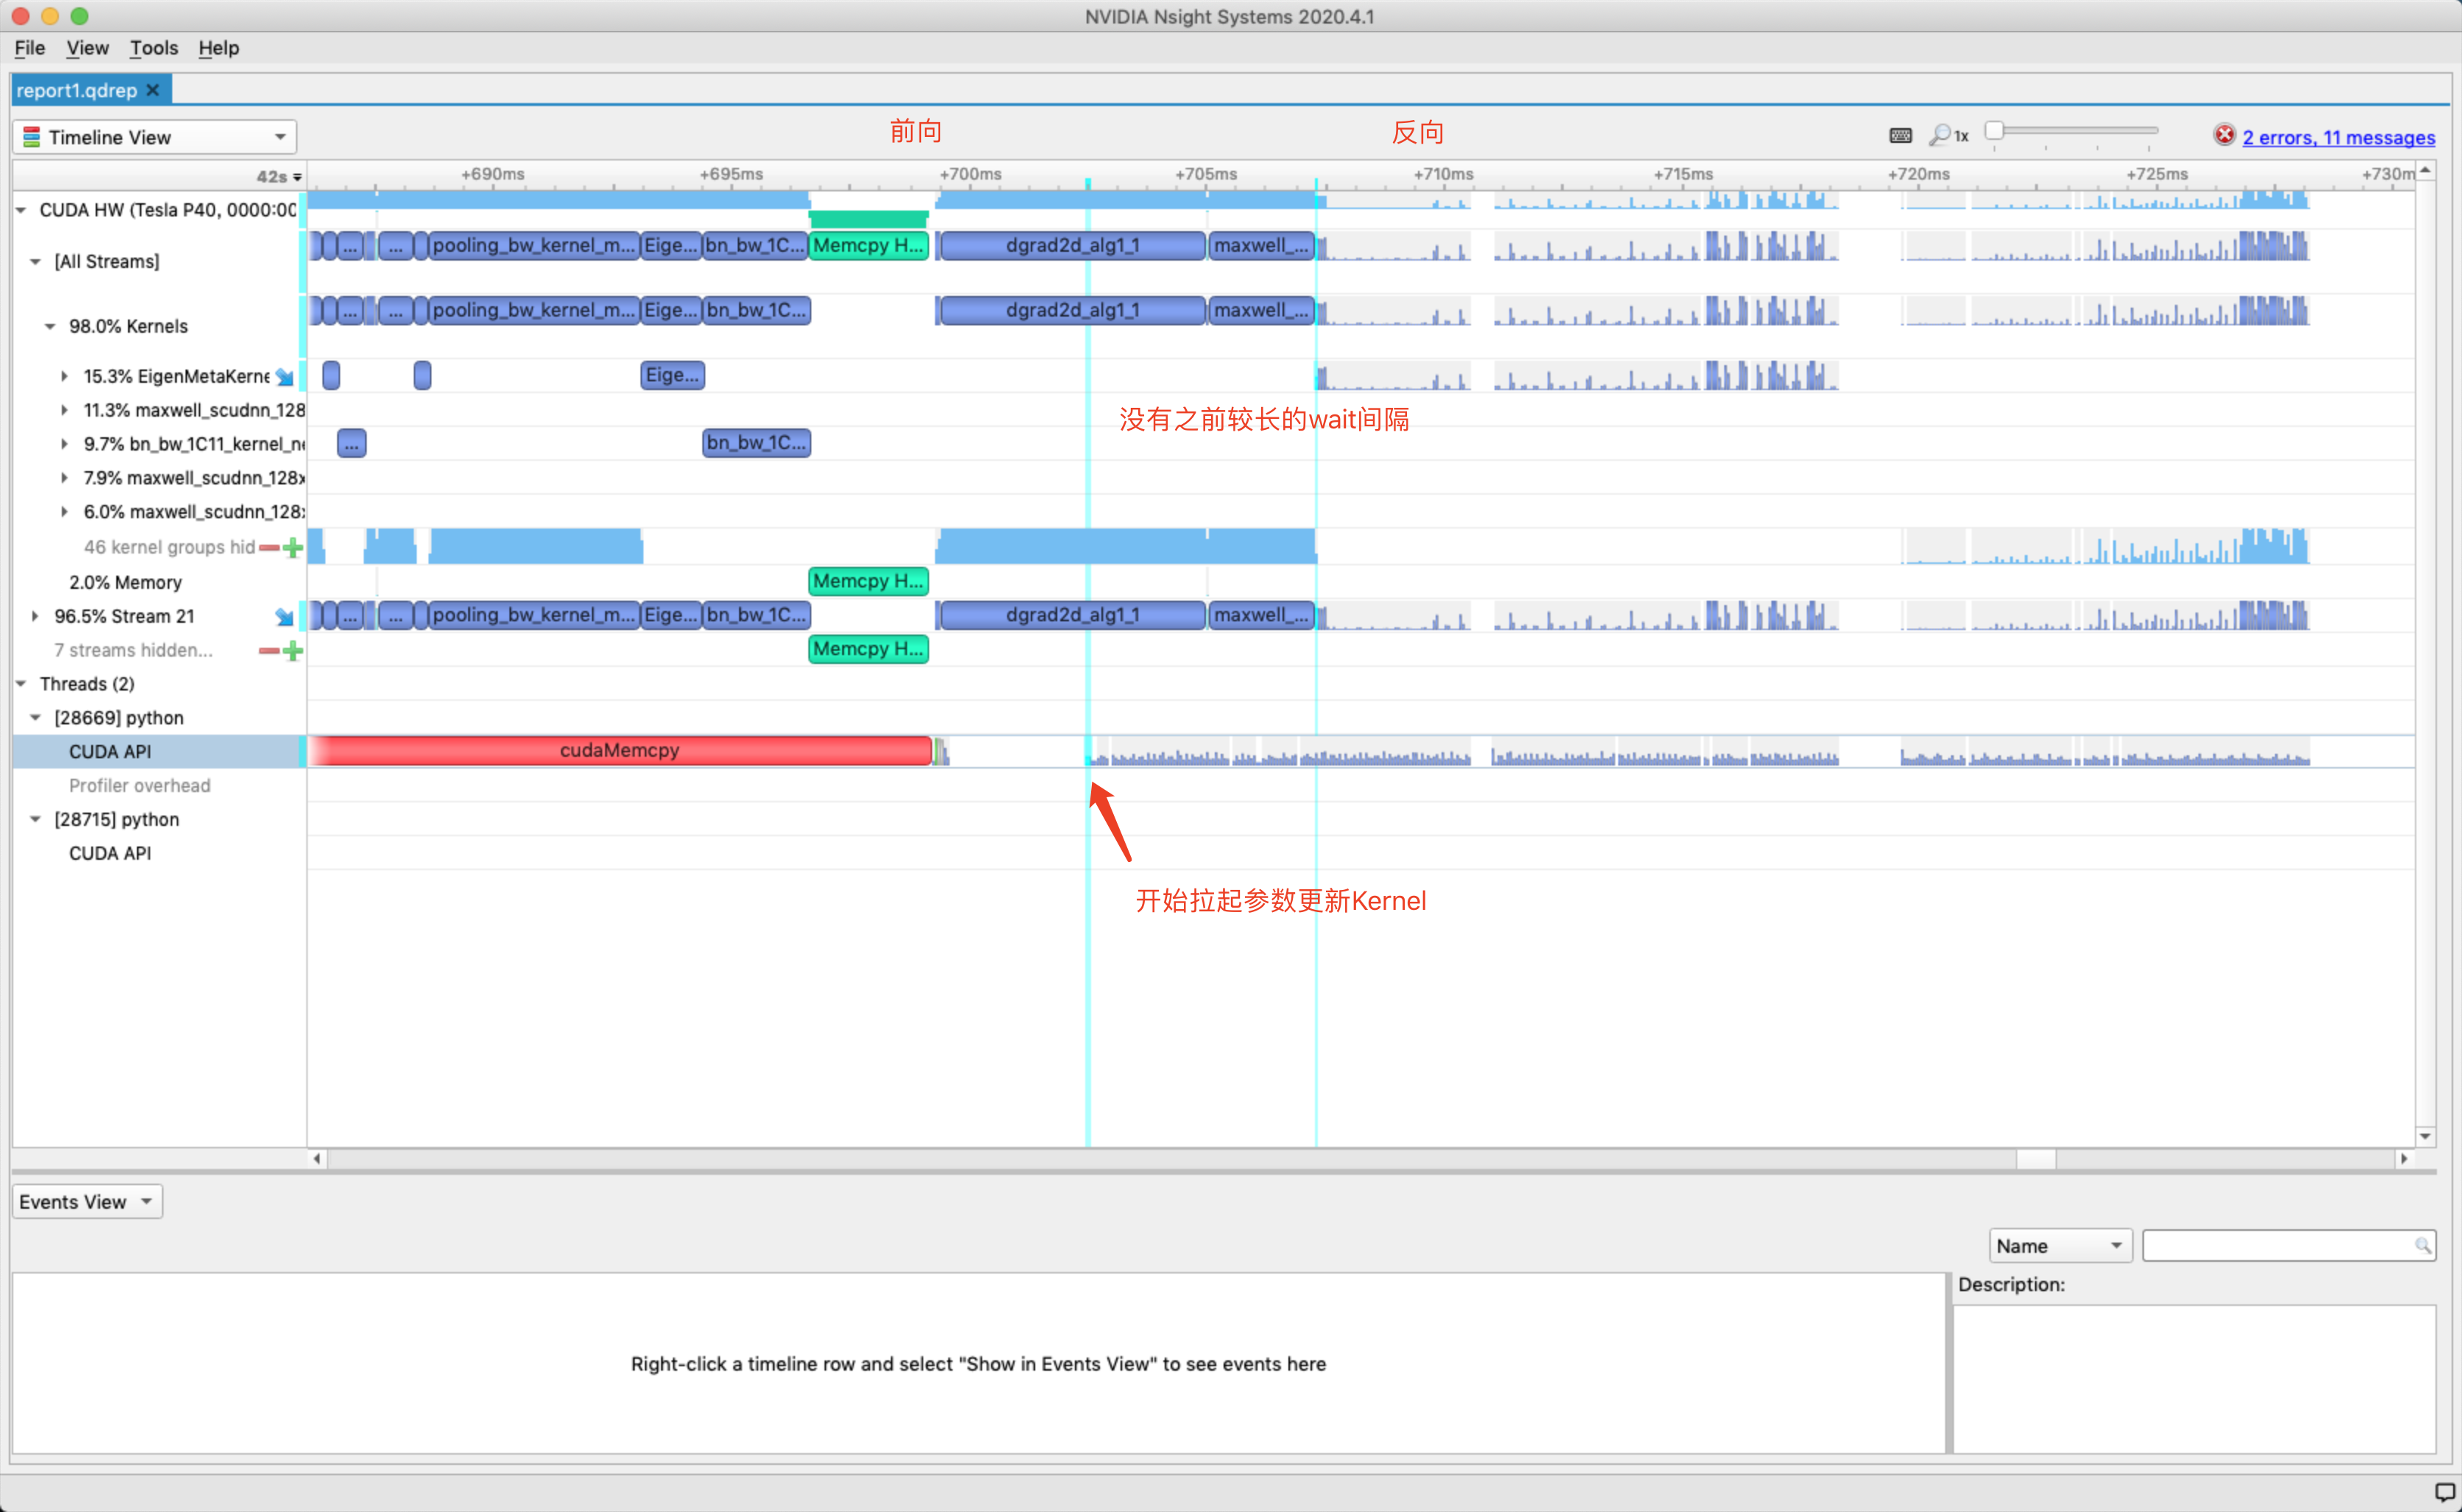 NVIDIA Nsight Systems 2020.4.1
File View Tools Help
report1.qdrep
Timeline View
前向
反向
1x
2 errors, 11 messages
42s
+690ms +695ms +700ms +705ms +710ms +715ms +720ms +725ms +730m
CUDA HW (Tesla P40, 0000:00
[All Streams]
... ... pooling_bw_kernel_m... Eige... bn_bw_1C... Memcpy H... dgrad2d_alg1_1 maxwell_...
98.0% Kernels
... ... pooling_bw_kernel_m... Eige... bn_bw_1C... dgrad2d_alg1_1 maxwell_...
15.3% EigenMetaKerne
Eige...
11.3% maxwell_scudnn_128
没有之前较长的wait间隔
9.7% bn_bw_1C11_kernel_ne
... bn_bw_1C...
7.9% maxwell_scudnn_128x
6.0% maxwell_scudnn_128x
46 kernel groups hid
2.0% Memory
Memcpy H...
96.5% Stream 21
... ... pooling_bw_kernel_m... Eige... bn_bw_1C... dgrad2d_alg1_1 maxwell_...
7 streams hidden...
Memcpy H...
Threads (2)
[28669] python
CUDA API
cudaMemcpy
Profiler overhead
[28715] python
CUDA API
开始拉起参数更新Kernel
Events View
Name
Description:
Right-click a timeline row and select "Show in Events View" to see events here